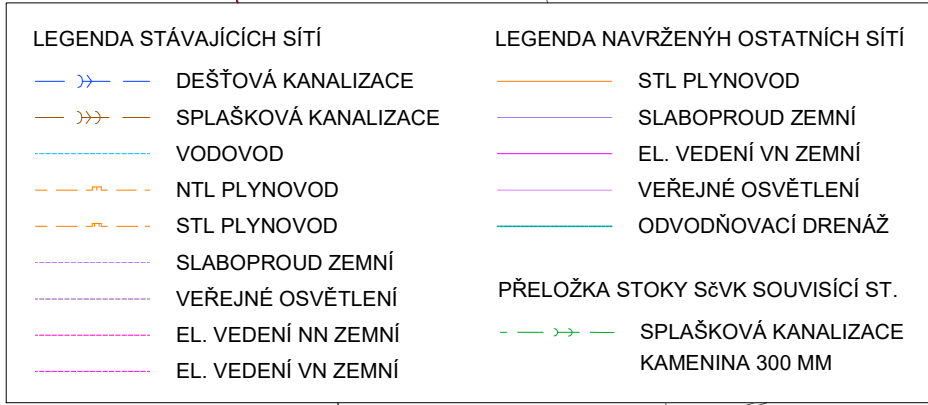 LEGENDA STÁVAJÍCÍCH SÍTÍ
DEŠŤOVÁ KANALIZACE
SPLAŠKOVÁ KANALIZACE
VODOVOD
NTL PLYNOVOD
STL PLYNOVOD
SLABOPROUD ZEMNÍ
VEŘEJNÉ OSVĚTLENÍ
EL. VEDENÍ NN ZEMNÍ
EL. VEDENÍ VN ZEMNÍ
LEGENDA NAVRŽENÝH OSTATNÍCH SÍTÍ
STL PLYNOVOD
SLABOPROUD ZEMNÍ
EL. VEDENÍ VN ZEMNÍ
VEŘEJNÉ OSVĚTLENÍ
ODVODŇOVACÍ DRENÁŽ
PŘELOŽKA STOKY SčVK SOUVISÍCÍ ST.
SPLAŠKOVÁ KANALIZACE
KAMENINA 300 MM